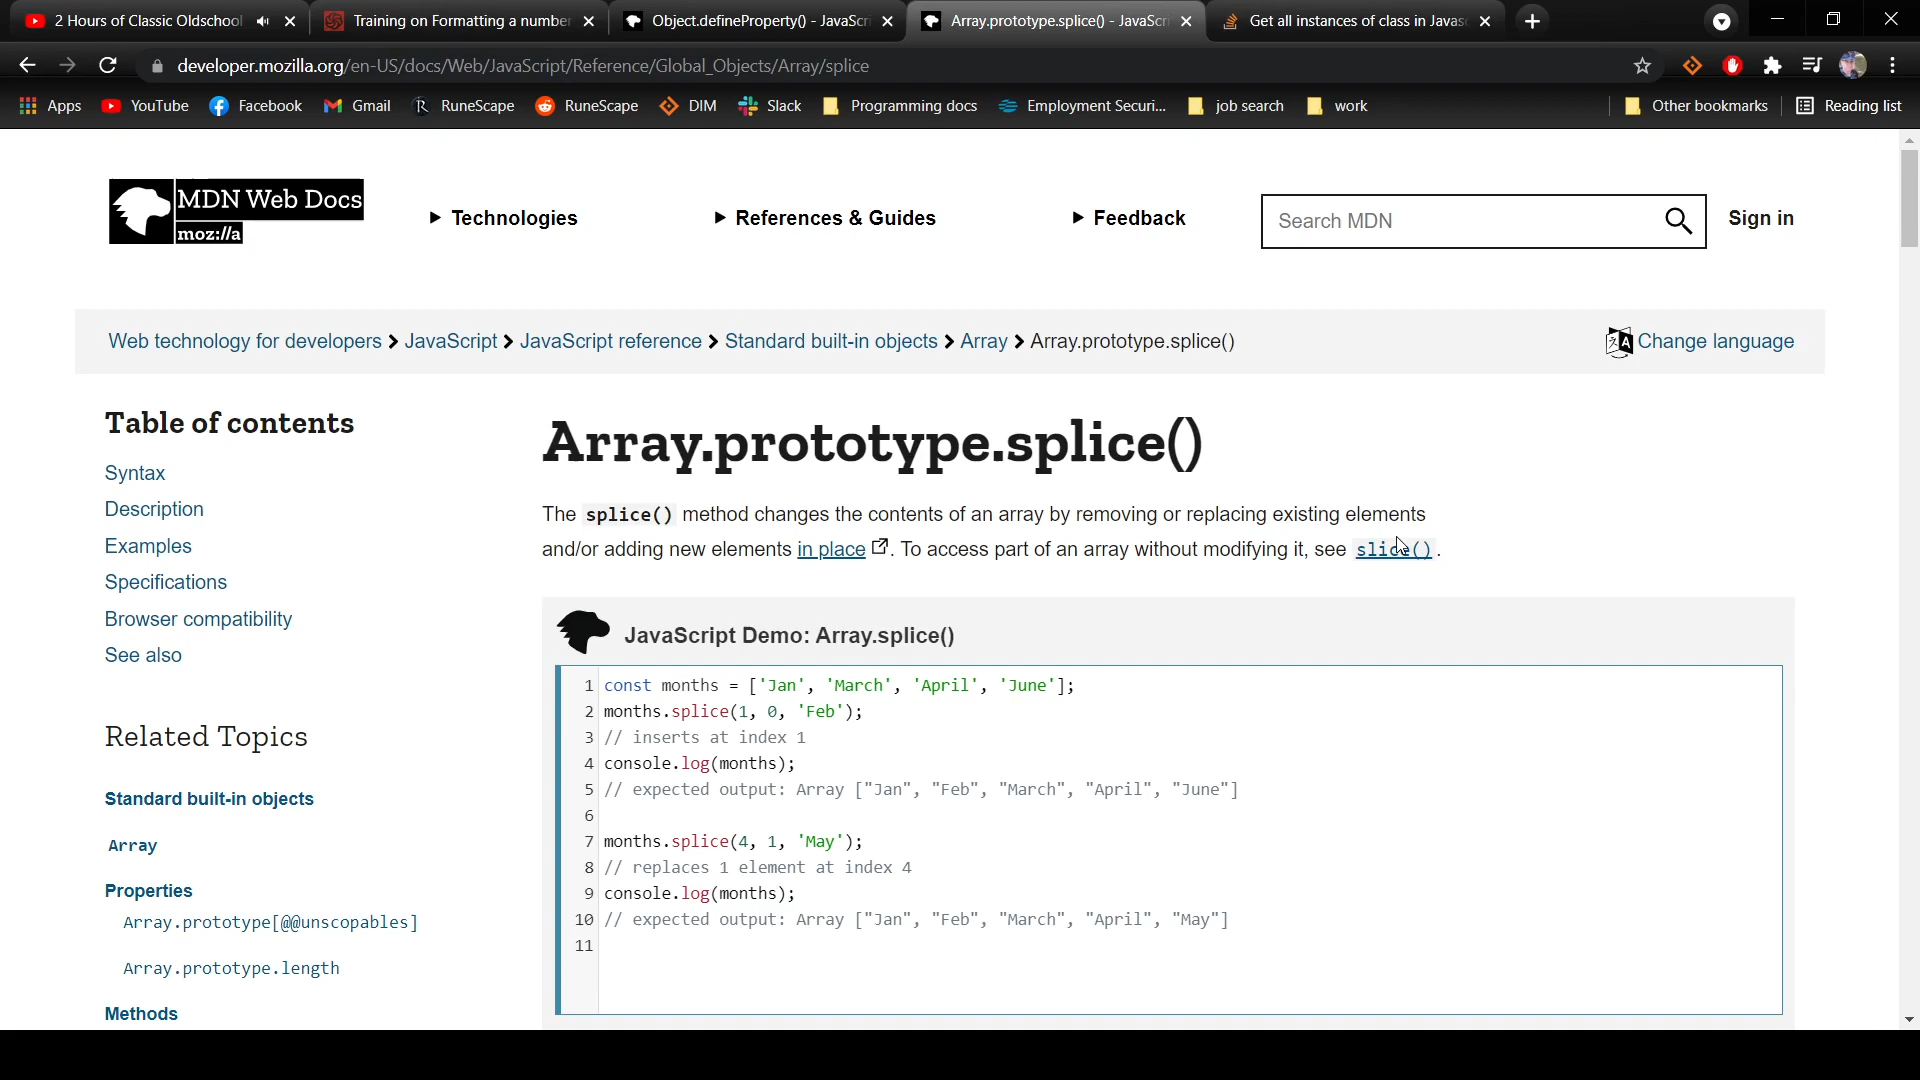 2 Hours of Classic Oldschool
Training on Formatting a number
Object.defineProperty() - JavaScri
Array.prototype.splice() - JavaScri
Get all instances of class in Javas
developer.mozilla.org/en-US/docs/Web/JavaScript/Reference/Global_Objects/Array/splice
Apps YouTube Facebook Gmail RuneScape RuneScape DIM Slack Programming docs Employment Securi... job search work Other bookmarks Reading list
MDN Web Docs
moz://a
Technologies References & Guides Feedback Search MDN Sign in
Web technology for developers JavaScript JavaScript reference Standard built-in objects Array Array.prototype.splice() Change language
Table of contents
Syntax
Description
Examples
Specifications
Browser compatibility
See also
Related Topics
Standard built-in objects
Array
Properties
Array.prototype[@@unscopables]
Array.prototype.length
Methods
Array.prototype.splice()
The splice() method changes the contents of an array by removing or replacing existing elements
and/or adding new elements in place. To access part of an array without modifying it, see slice().
JavaScript Demo: Array.splice()
1 const months = ['Jan', 'March', 'April', 'June'];
2 months.splice(1, 0, 'Feb');
3 // inserts at index 1
4 console.log(months);
5 // expected output: Array ["Jan", "Feb", "March", "April", "June"]
6
7 months.splice(4, 1, 'May');
8 // replaces 1 element at index 4
9 console.log(months);
10 // expected output: Array ["Jan", "Feb", "March", "April", "May"]
11